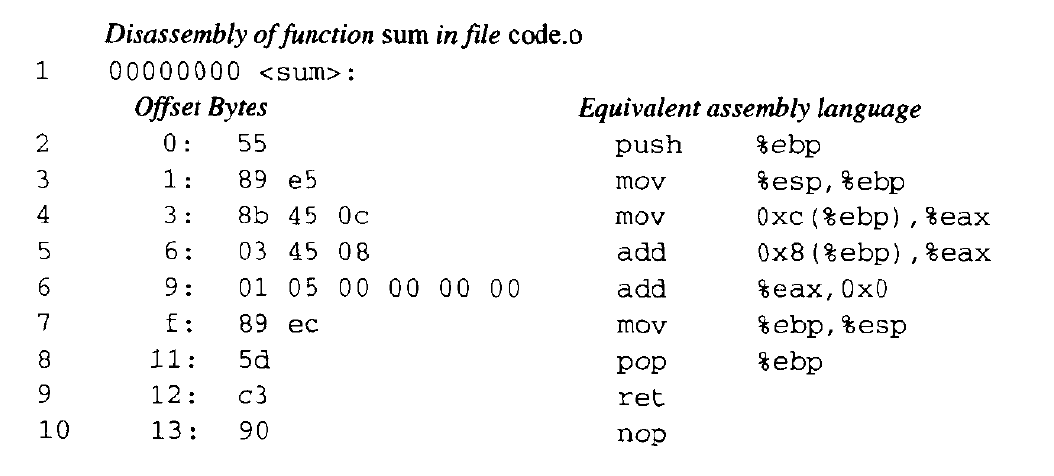 Disassembly of function sum in file code.o
1 00000000 <sum>:
Offset Bytes Equivalent assembly language
2 0: 55 push %ebp
3 1: 89 e5 mov %esp,%ebp
4 3: 8b 45 0c mov 0xc(%ebp),%eax
5 6: 03 45 08 add 0x8(%ebp),%eax
6 9: 01 05 00 00 00 00 add %eax,0x0
7 f: 89 ec mov %ebp,%esp
8 11: 5d pop %ebp
9 12: c3 ret
10 13: 90 nop